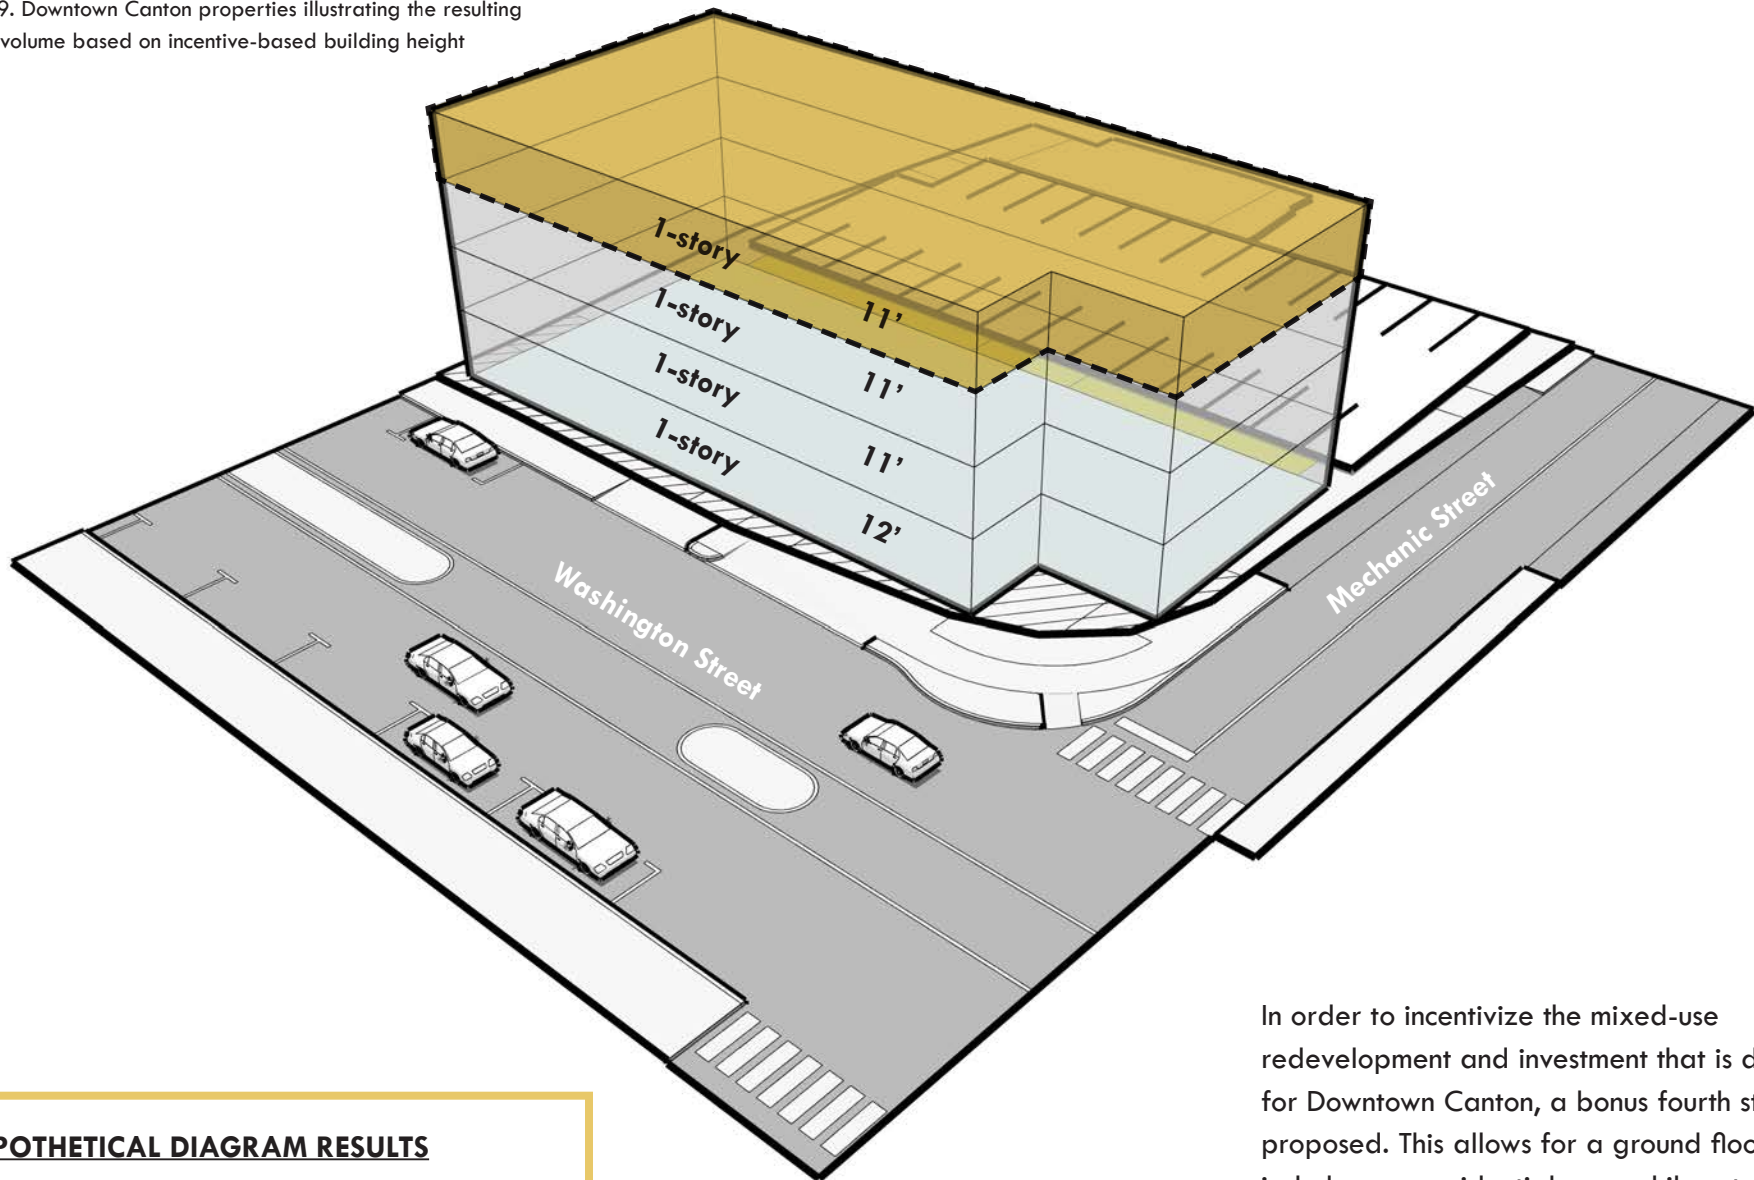 9. Downtown Canton properties illustrating the resulting
volume based on incentive-based building height
1-story
11’
1-story
11’
1-story
11’
1-story
12’
Washington Street
Mechanic Street
POTHETICAL DIAGRAM RESULTS
In order to incentivize the mixed-use
redevelopment and investment that is d
for Downtown Canton, a bonus fourth st
proposed. This allows for a ground floo